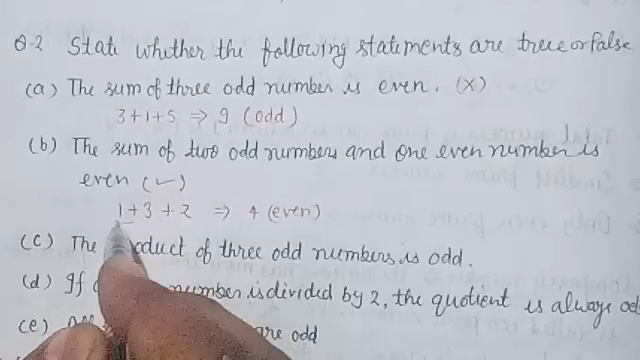 Q-2 State whether the following statements are true or false
(a) The sum of three odd number is even. (X)
3+1+5 ⇒ 9 (odd)
(b) The sum of two odd numbers and one even number is
even (✓)
1+3+2 ⇒ 4 (even)
(c) The product of three odd numbers is odd.
(d) If number is divided by 2, the quotient is always od
(e) are odd